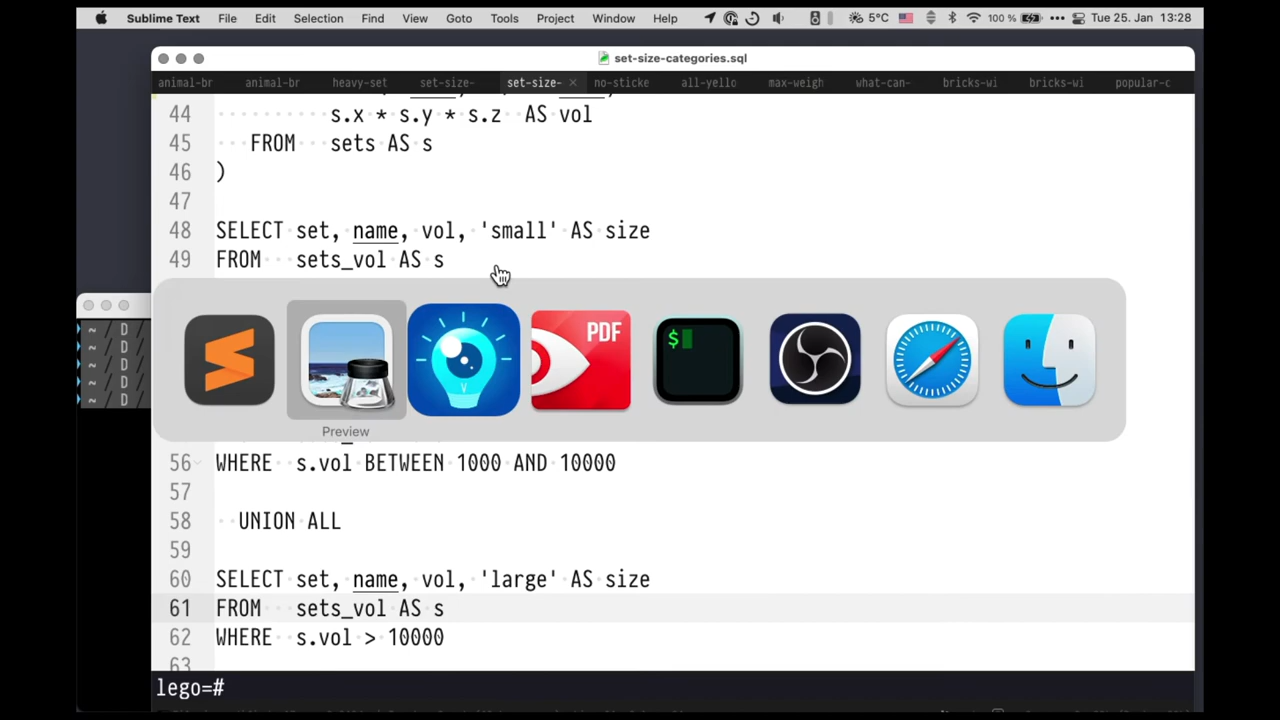 Sublime Text File Edit Selection Find View Goto Tools Project Window Help 5°C 100 % Tue 25. Jan 13:28
set-size-categories.sql
animal-br animal-br heavy-set set-size- set-size- × no-sticke all-yello max-weigh what-can- bricks-wi bricks-wi popular-c
44 s.x * s.y * s.z AS vol
45 FROM sets AS s
46 )
47
48 SELECT set, name, vol, 'small' AS size
49 FROM sets_vol AS s
~ / D
~ / D
~ / D
~ / D
~ / D
PDF
$
V
Preview
56 WHERE s.vol BETWEEN 1000 AND 10000
57
58 UNION ALL
59
60 SELECT set, name, vol, 'large' AS size
61 FROM sets_vol AS s
62 WHERE s.vol > 10000
63
lego=#